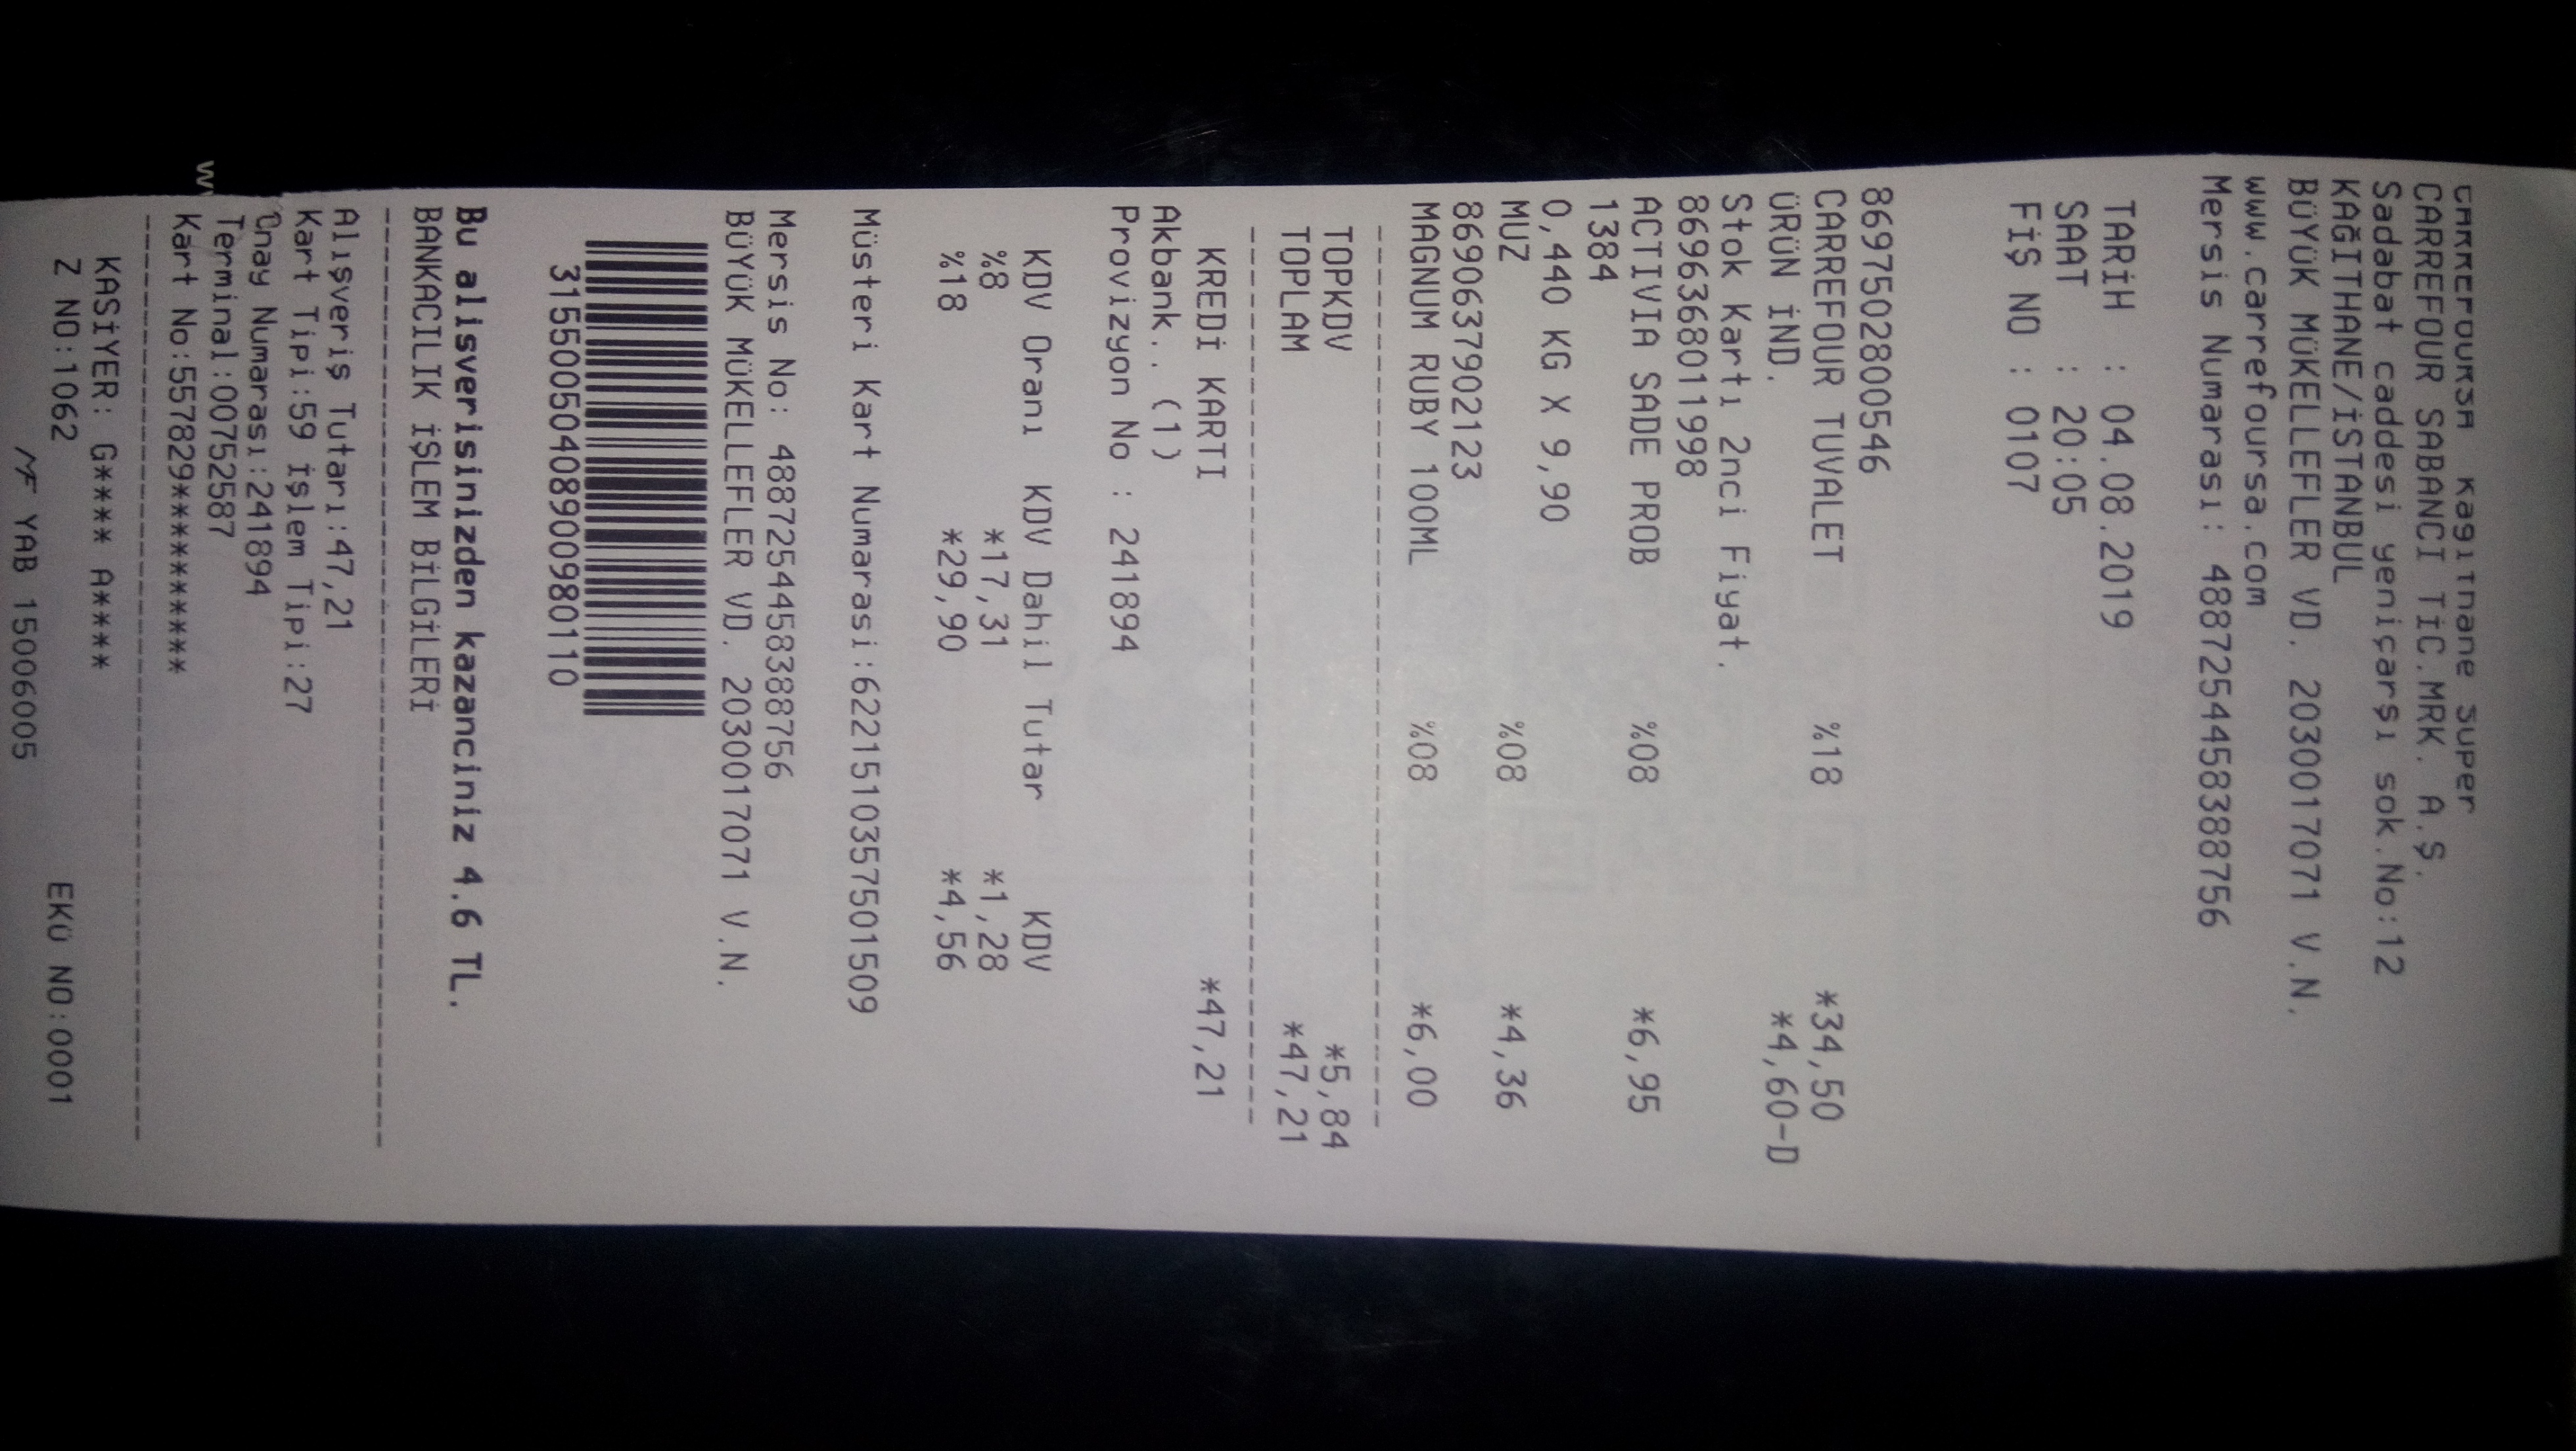 CARREFOURSA Kağıthane Süper
CARREFOUR SABANCI TİC.MRK. A.Ş.
Sadabat caddesi yeniçarşı sok.No:12
KAĞITHANE/İSTANBUL
BÜYÜK MÜKELLEFLER VD. 2030017071 V.N.
www.carrefoursa.com
Mersis Numarası: 4887254458388756
TARİH : 04.08.2019
SAAT : 20:05
FİŞ NO : 0107
8697502800546
CARREFOUR TUVALET %18 *34,50
ÜRÜN İND. *4,60-D
Stok Kartı 2nci Fiyat.
8696368011998
ACTIVIA SADE PROB %08 *6,95
1384
0,440 KG X 9,90
MUZ %08 *4,36
8690637902123
MAGNUM RUBY 100ML %08 *6,00
TOPKDV *5,84
TOPLAM *47,21
KREDİ KARTI *47,21
Akbank.. (1)
Provizyon No : 241894
KDV Oranı KDV Dahil Tutar KDV
%8 *17,31 *1,28
%18 *29,90 *4,56
Müsteri Kart Numarasi:6221510357501509
Mersis No: 4887254458388756
BÜYÜK MÜKELLEFLER VD. 2030017071 V.N.
31550050408900980110
Bu alisverisinizden kazanciniz 4.6 TL.
BANKACILIK İŞLEM BİLGİLERİ
Alışveriş Tutarı:47,21
Kart Tipi:59 İşlem Tipi:27
Onay Numarası:241894
Terminal:00752587
Kart No:557829**********
KASİYER: G**** A****
Z NO:1062 EKÜ NO:0001
MF YAB 15006005